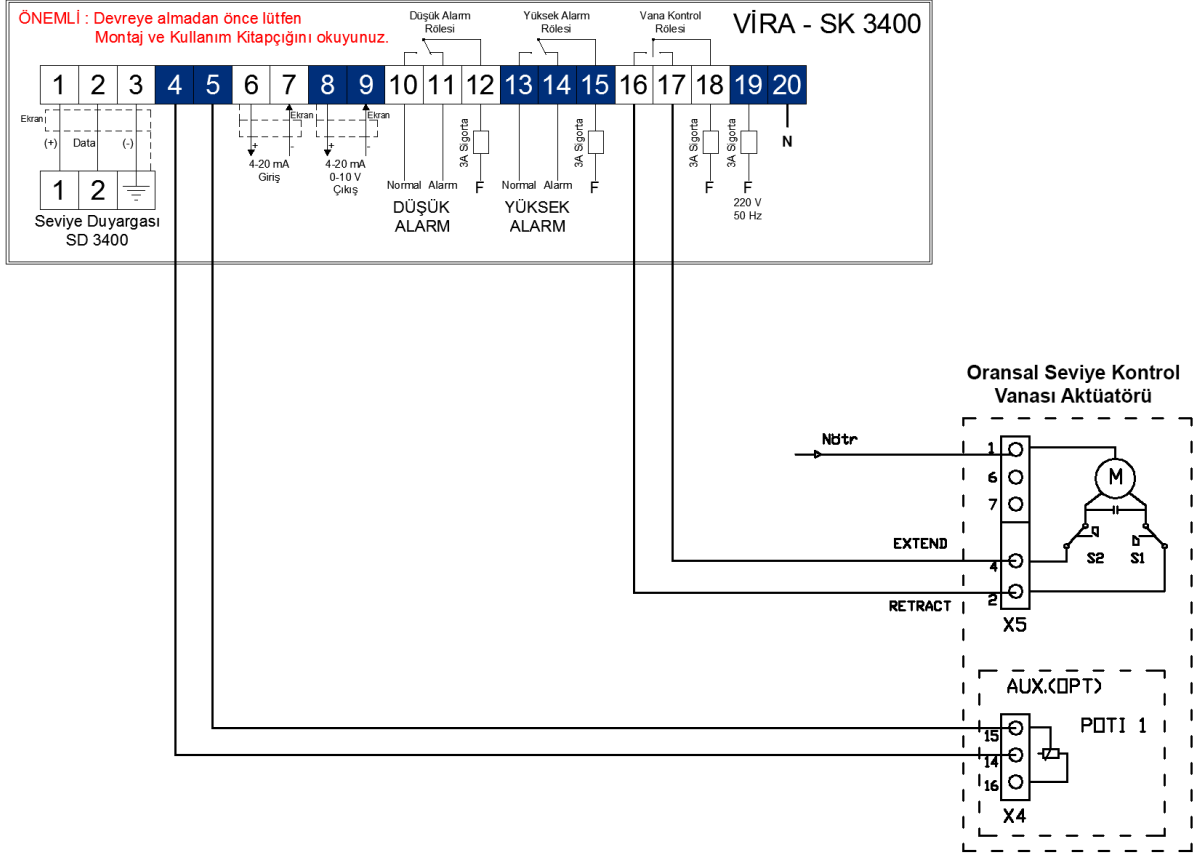 ÖNEMLİ : Devreye almadan önce lütfen
Montaj ve Kullanım Kitapçığını okuyunuz.
Düşük Alarm
Rölesi
Yüksek Alarm
Rölesi
Vana Kontrol
Rölesi
VİRA - SK 3400
1 2 3 4 5 6 7 8 9 10 11 12 13 14 15 16 17 18 19 20
Ekran
(+) Data (-)
1 2
Seviye Duyargası
SD 3400
Ekran
+ -
4-20 mA
Giriş
Ekran
+ -
4-20 mA
0-10 V
Çıkış
Normal Alarm
DÜŞÜK
ALARM
3A Sigorta
F
Normal Alarm
YÜKSEK
ALARM
3A Sigorta
F
3A Sigorta
F
3A Sigorta
F
220 V
50 Hz
N
Oransal Seviye Kontrol
Vanası Aktüatörü
Nötr
1
6
7
M
EXTEND
4
S2 S1
RETRACT
2
X5
AUX.(OPT)
POTI 1
15
14
16
X4